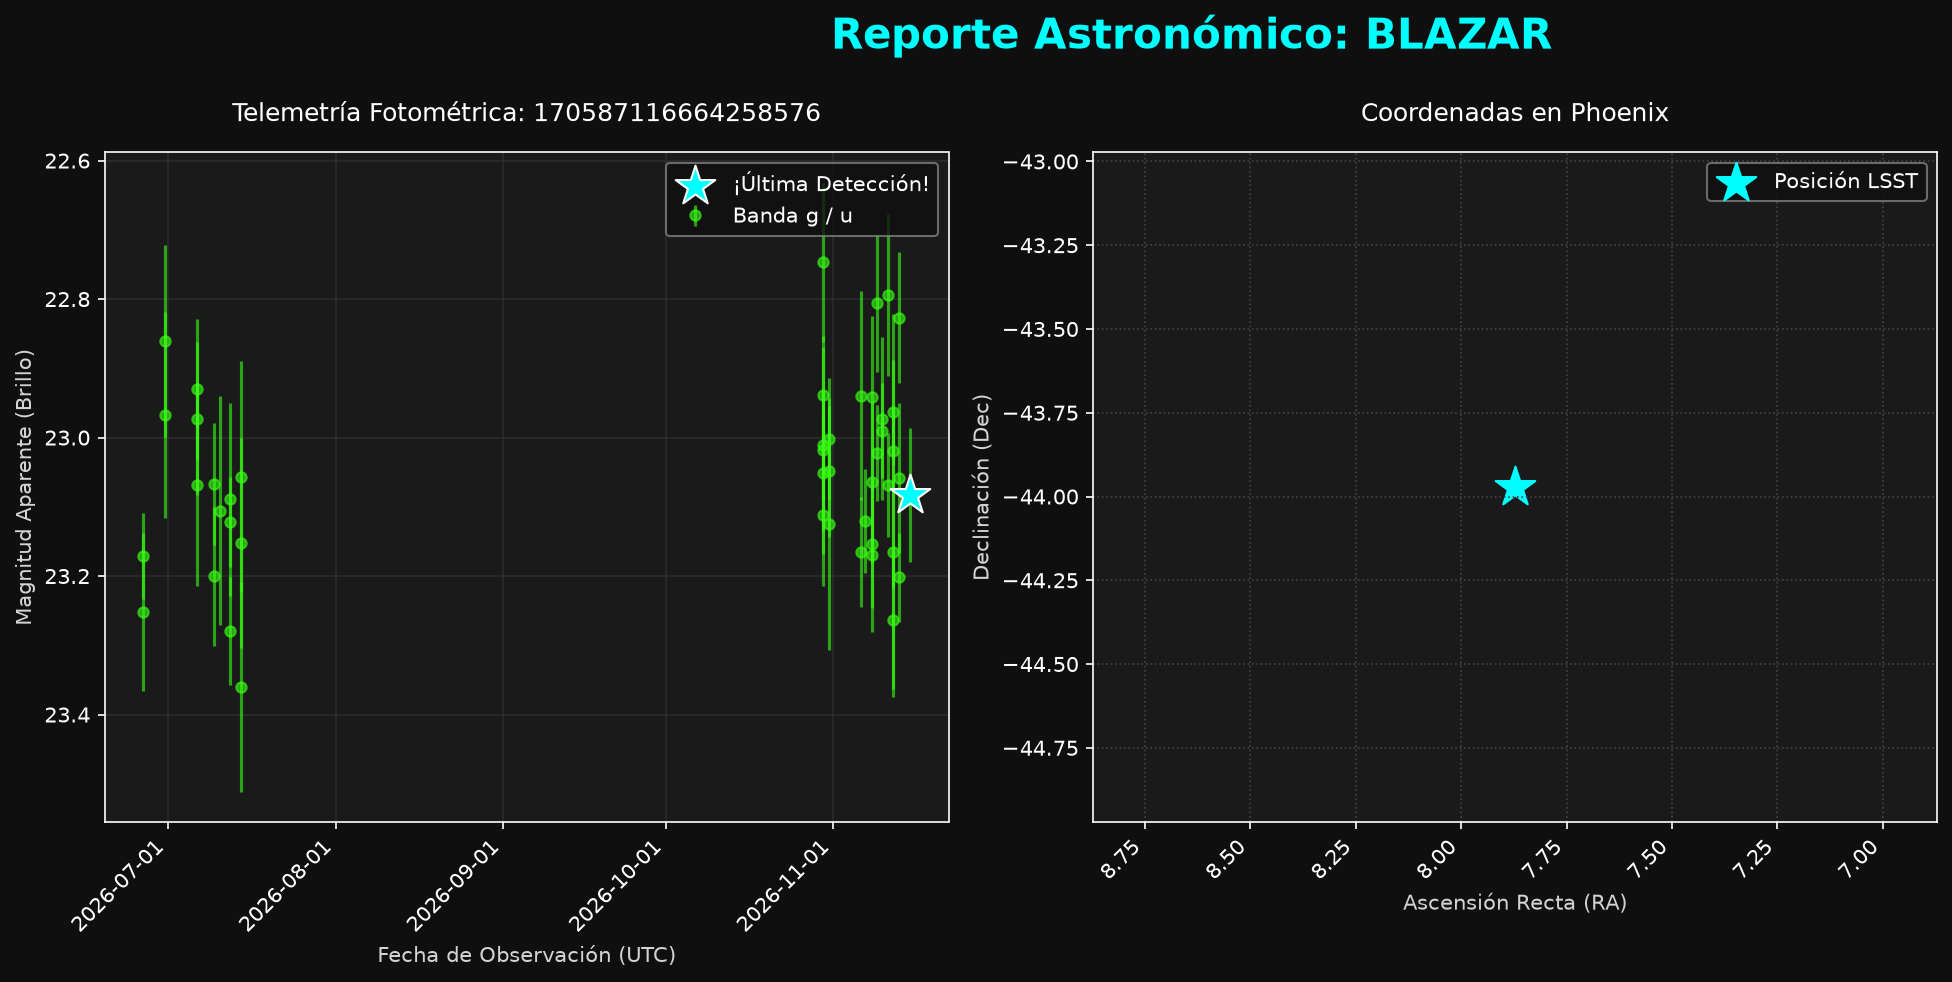 Reporte Astronómico: BLAZAR
Telemetría Fotométrica: 170587116664258576
22.6
22.8
23.0
23.2
23.4
Magnitud Aparente (Brillo)
¡Última Detección!
Banda g / u
2026-07-01
2026-08-01
2026-09-01
2026-10-01
2026-11-01
Fecha de Observación (UTC)
Coordenadas en Phoenix
−43.00
−43.25
−43.50
−43.75
−44.00
−44.25
−44.50
−44.75
Declinación (Dec)
Posición LSST
8.75
8.50
8.25
8.00
7.75
7.50
7.25
7.00
Ascensión Recta (RA)